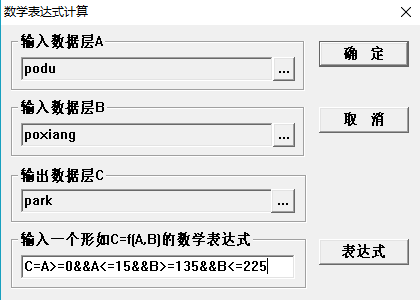 数学表达式计算
输入数据层A
podu
...
确 定
输入数据层B
poxiang
...
取 消
输出数据层C
park
...
输入一个形如C=f(A,B)的数学表达式
C=A>=0&&A<=15&&B>=135&&B<=225
表达式